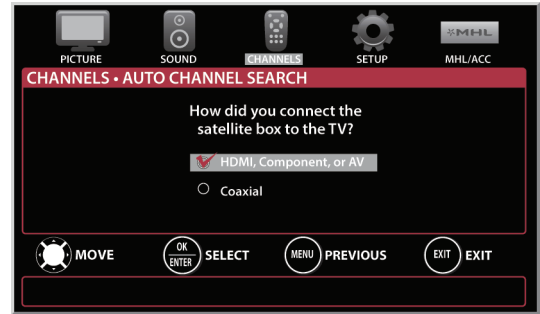 PICTURE SOUND CHANNELS SETUP MHL/ACC
MHL
CHANNELS • AUTO CHANNEL SEARCH
How did you connect the
satellite box to the TV?
HDMI, Component, or AV
Coaxial
MOVE OK ENTER SELECT MENU PREVIOUS EXIT EXIT